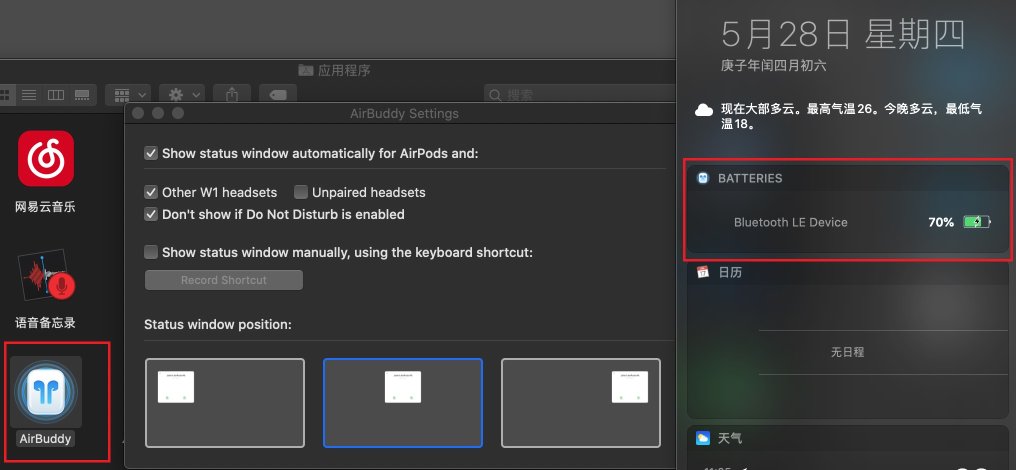 应用程序
搜索
网易云音乐
语音备忘录
AirBuddy
AirBuddy Settings
Show status window automatically for AirPods and:
Other W1 headsets
Unpaired headsets
Don't show if Do Not Disturb is enabled
Show status window manually, using the keyboard shortcut:
Record Shortcut
Status window position:
5月28日 星期四
庚子年闰四月初六
现在大部多云。最高气温26。今晚多云，最低气
温18。
BATTERIES
Bluetooth LE Device
70%
17
日历
无日程
天气